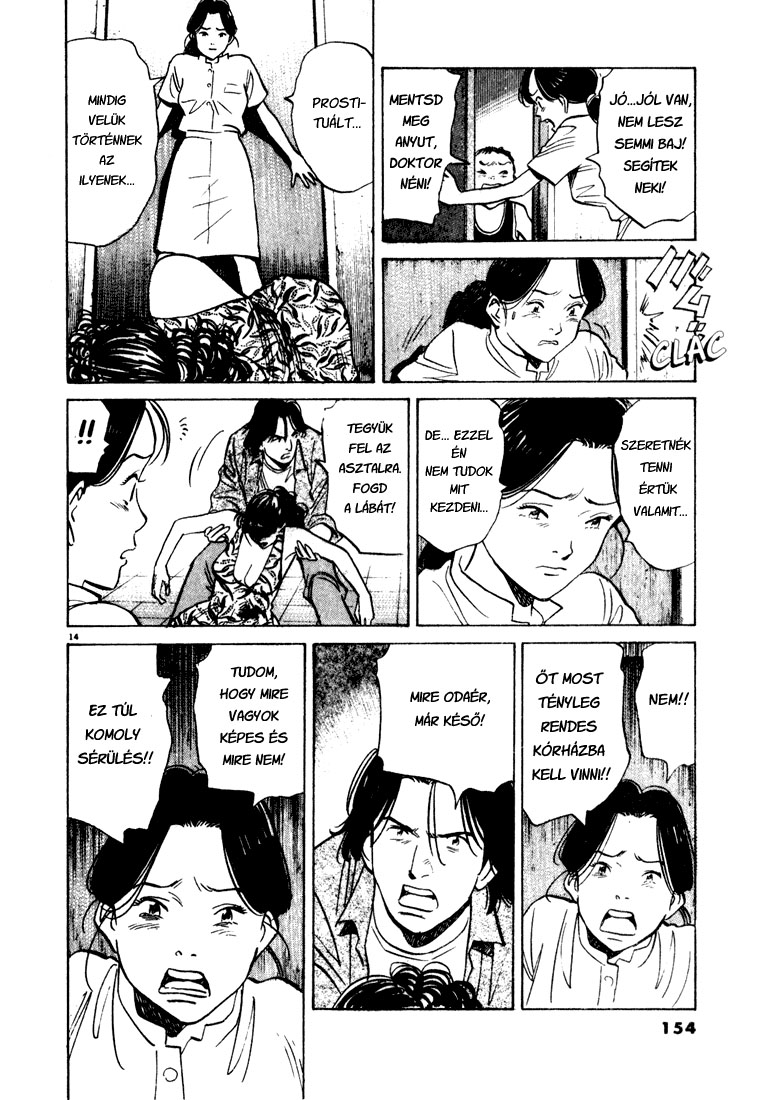 MENTSD
MEG
ANYUT,
DOKTOR
NÉNI!
JÓ...JÓL VAN,
NEM LESZ
SEMMI BAJ!
SEGÍTEK
NEKI!
CLÁC
PROSTI-
TUÁLT...
MINDIG
VELÜK
TÖRTÉNNEK
AZ
ILYENEK...
SZERETNÉK
TENNI
ÉRTÜK
VALAMIT...
DE... EZZEL
ÉN
NEM TUDOK
MIT
KEZDENI...
TEGYÜK
FEL AZ
ASZTALRA.
FOGD
A LÁBÁT!
!!
14
NEM!!
ŐT MOST
TÉNYLEG
RENDES
KÓRHÁZBA
KELL VINNI!!
MIRE ODAÉR,
MÁR KÉSŐ!
TUDOM,
HOGY MIRE
VAGYOK
KÉPES ÉS
MIRE NEM!
EZ TÚL
KOMOLY
SÉRÜLÉS!!
154